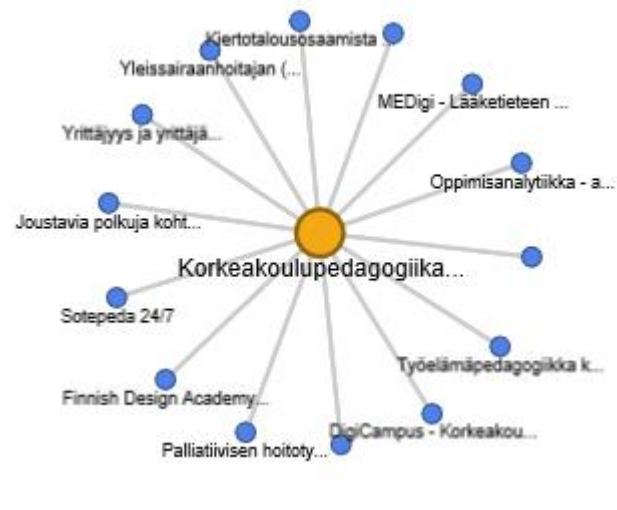 Kiertotalousosaamista ...
Yleissairaanhoitajan (...
MEDigi - Lääketieteen ...
Yrittäjyys ja yrittäjä...
Oppimisanalytiikka - a...
Joustavia polkuja koht...
Korkeakoulupedagogiika...
Sotepeda 24/7
Työelämäpedagogiikka k...
Finnish Design Academy...
DigiCampus - Korkeakou...
Palliatiivisen hoitoty...